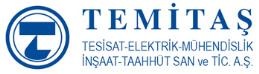 TEMİTAŞ
TESİSAT-ELEKTRİK-MÜHENDİSLİK
İNŞAAT-TAAHHÜT SAN ve TİC. A.Ş.